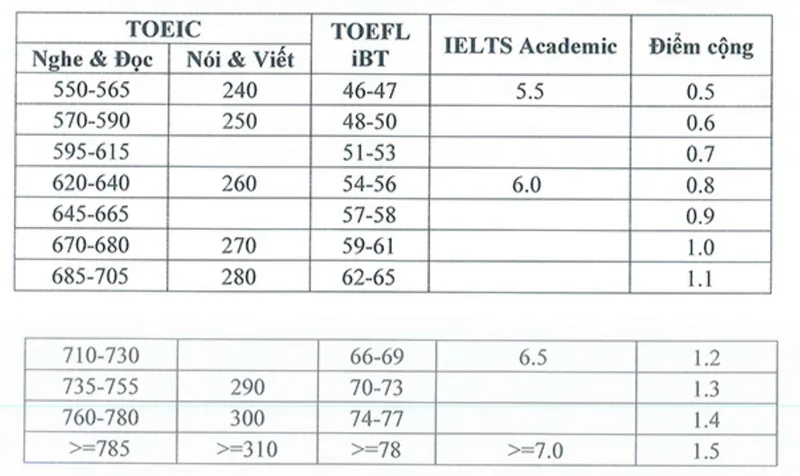 TOEIC TOEFL iBT IELTS Academic Điểm cộng
Nghe & Đọc Nói & Viết
550-565 240 46-47 5.5 0.5
570-590 250 48-50 0.6
595-615 51-53 0.7
620-640 260 54-56 6.0 0.8
645-665 57-58 0.9
670-680 270 59-61 1.0
685-705 280 62-65 1.1
710-730 66-69 6.5 1.2
735-755 290 70-73 1.3
760-780 300 74-77 1.4
>=785 >=310 >=78 >=7.0 1.5